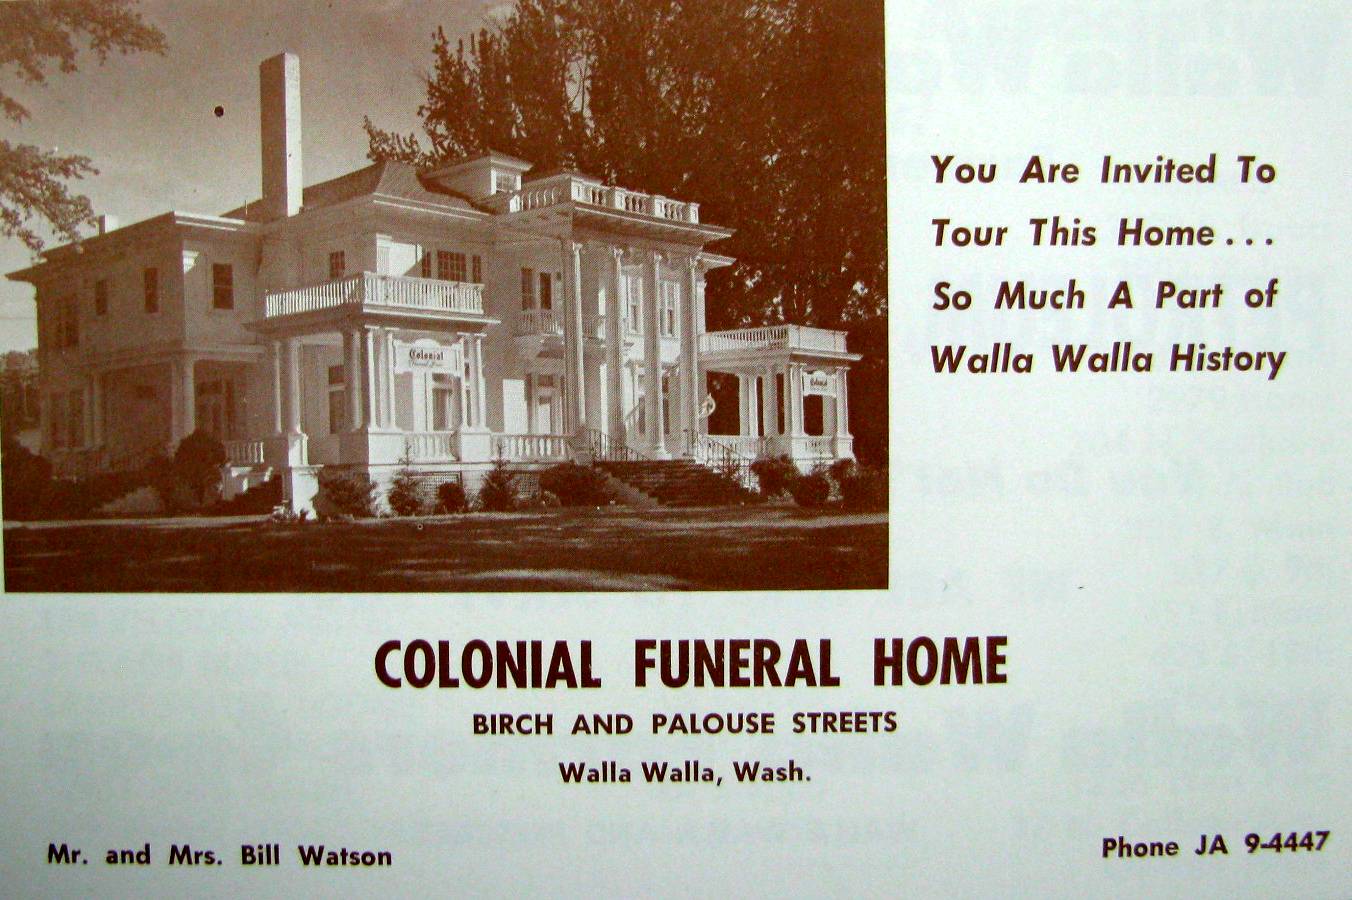 Colonial
Colonial
You Are Invited To
Tour This Home...
So Much A Part of
Walla Walla History
COLONIAL FUNERAL HOME
BIRCH AND PALOUSE STREETS
Walla Walla, Wash.
Mr. and Mrs. Bill Watson
Phone JA 9-4447